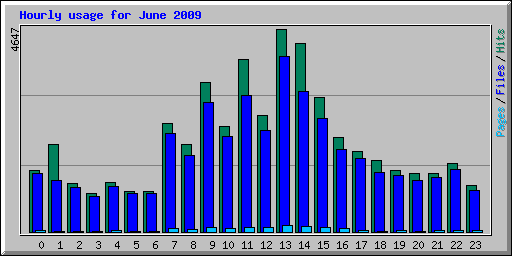 Hourly usage for June 2009
4647
Pages/Files/Hits
0 1 2 3 4 5 6 7 8 9 10 11 12 13 14 15 16 17 18 19 20 21 22 23